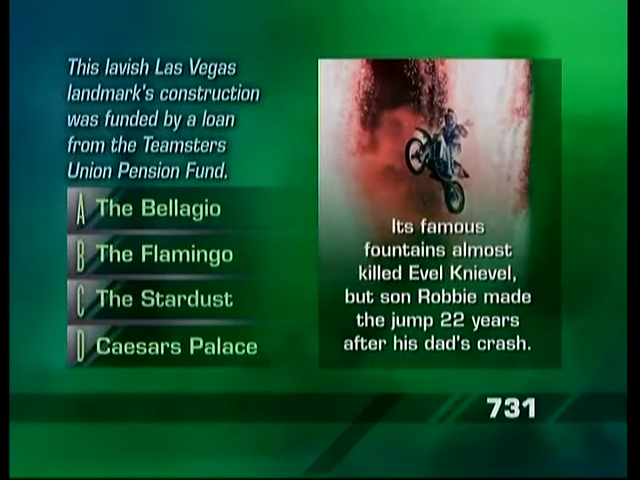 This lavish Las Vegas
landmark's construction
was funded by a loan
from the Teamsters
Union Pension Fund.
A The Bellagio
B The Flamingo
C The Stardust
D Caesars Palace
Its famous
fountains almost
killed Evel Knievel,
but son Robbie made
the jump 22 years
after his dad's crash.
731